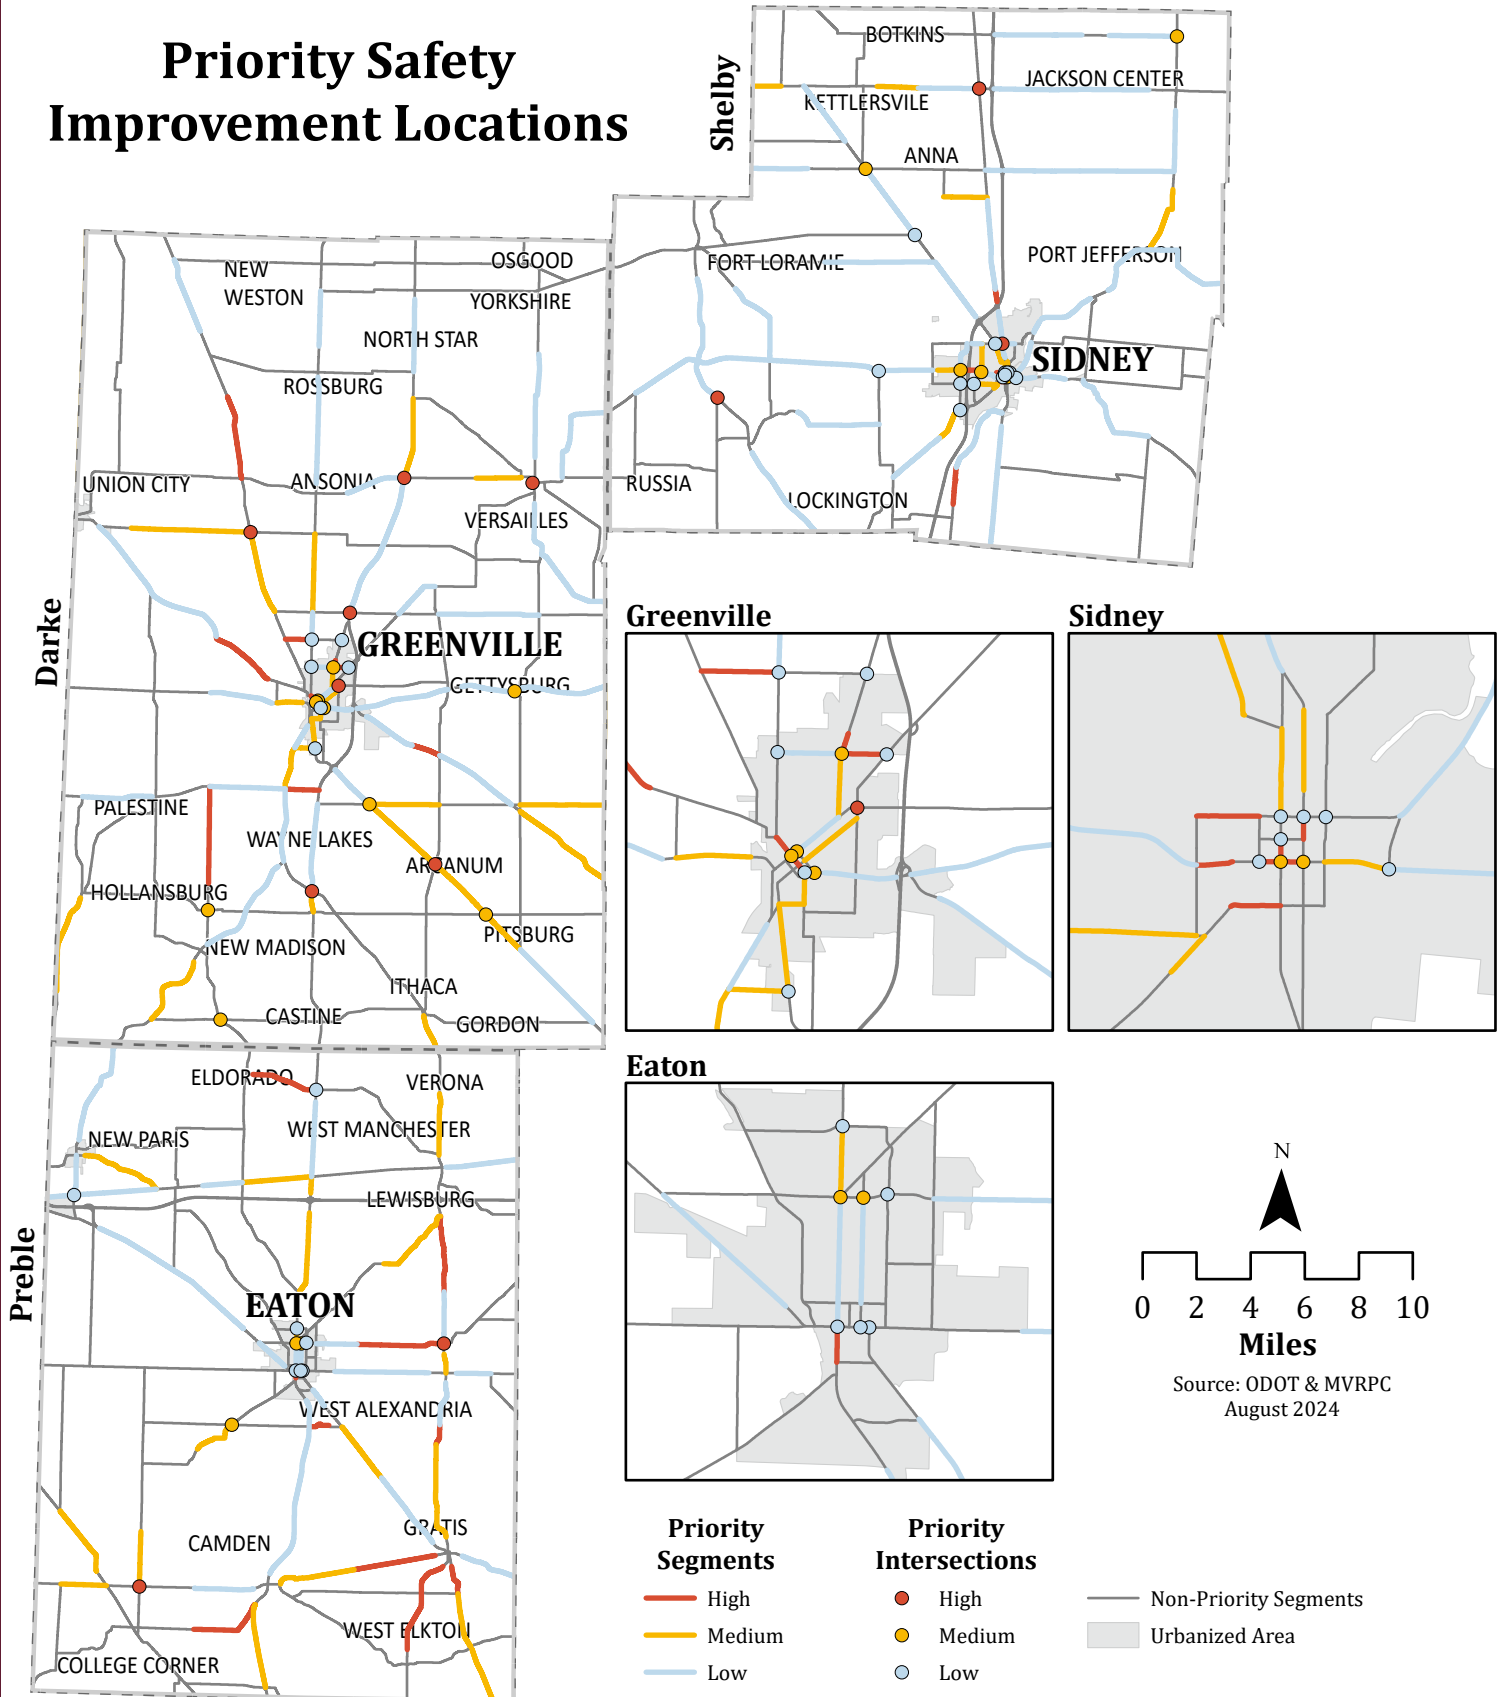 Priority Safety
Improvement Locations
Shelby
BOTKINS
JACKSON CENTER
KETTLERSVILE
ANNA
PORT JEFFERSON
FORT LORAMIE
SIDNEY
RUSSIA
LOCKINGTON
Darke
NEW
WESTON
OSGOOD
YORKSHIRE
NORTH STAR
ROSSBURG
UNION CITY
ANSONIA
VERSAILLES
GREENVILLE
GETTYSBURG
PALESTINE
WAYNE LAKES
ARCANUM
HOLLANSBURG
PITSBURG
NEW MADISON
ITHACA
CASTINE
GORDON
Preble
ELDORADO
VERONA
WEST MANCHESTER
NEW PARIS
LEWISBURG
EATON
WEST ALEXANDRIA
GRATIS
CAMDEN
WEST ELKTON
COLLEGE CORNER
Greenville
Sidney
Eaton
N
0 2 4 6 8 10
Miles
Source: ODOT & MVRPC
August 2024
Priority
Segments
High
Medium
Low
Priority
Intersections
High
Medium
Low
Non-Priority Segments
Urbanized Area